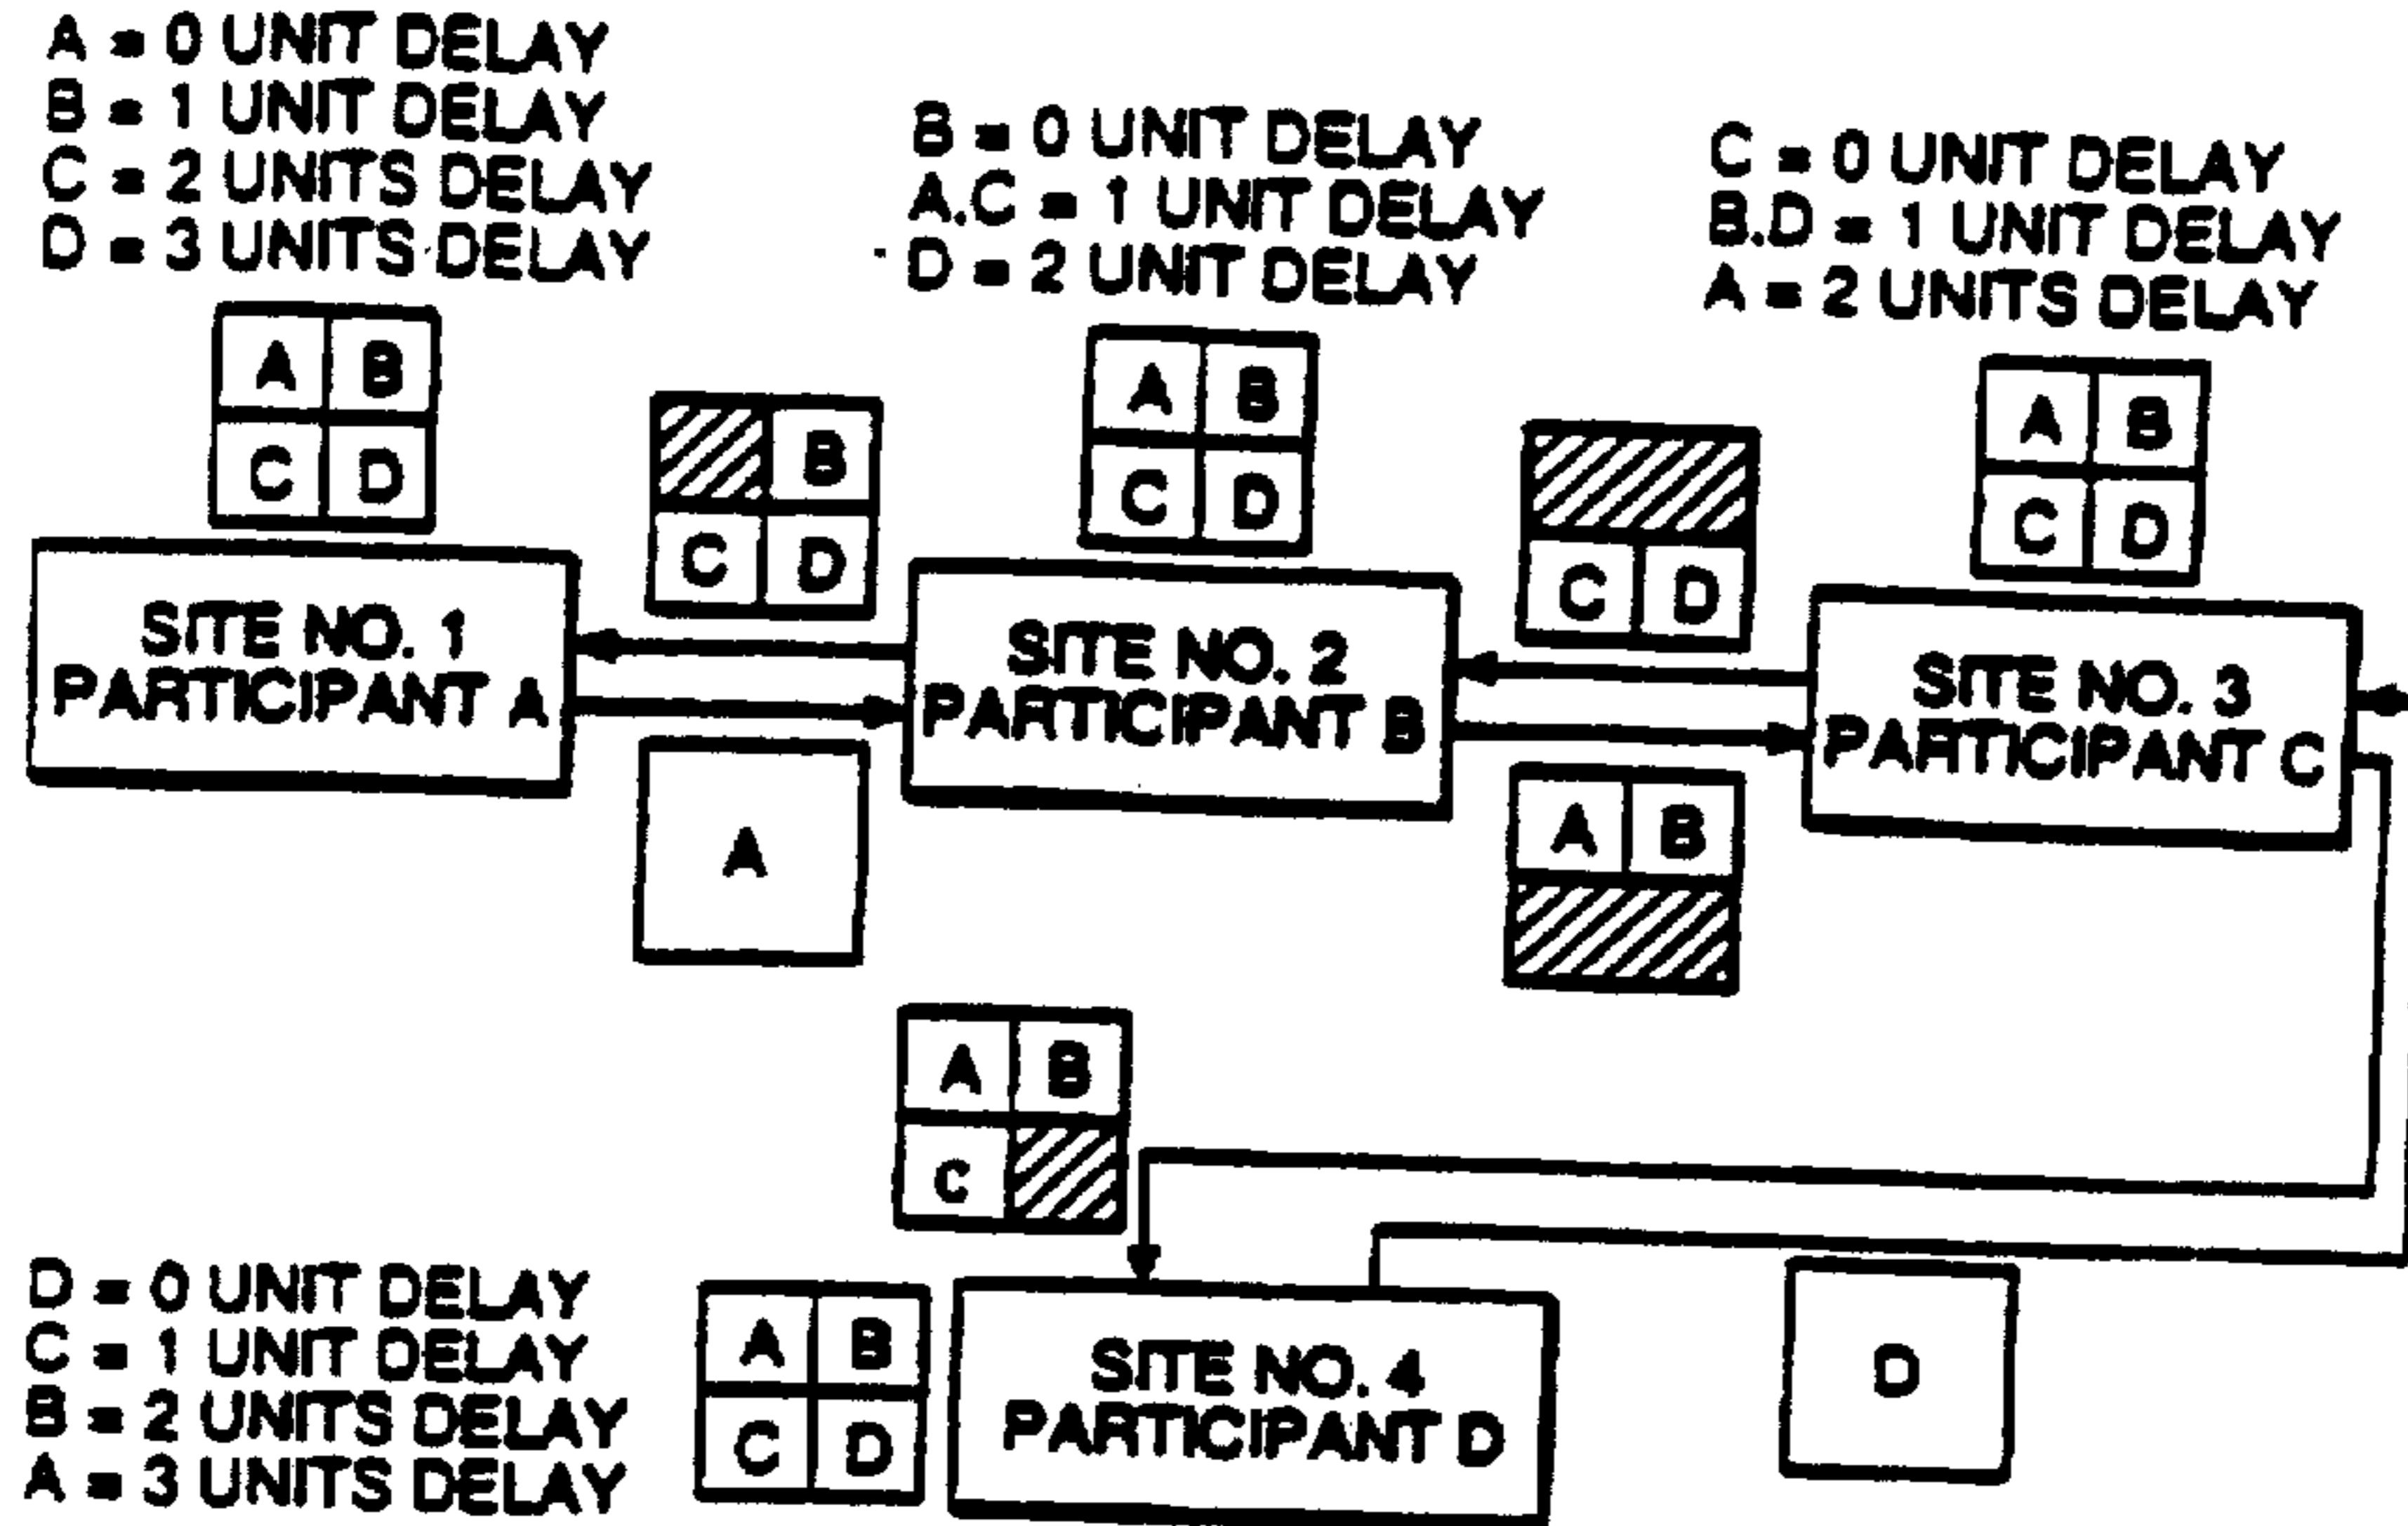 A = 0 UNIT DELAY
B = 1 UNIT DELAY
C = 2 UNITS DELAY
D = 3 UNITS DELAY
B = 0 UNIT DELAY
A.C = 1 UNIT DELAY
D = 2 UNIT DELAY
C = 0 UNIT DELAY
B.D = 1 UNIT DELAY
A = 2 UNITS DELAY
A B
C D
B
C D
A B
C D
C D
A B
C D
SITE NO. 1
PARTICIPANT A
SITE NO. 2
PARTICIPANT B
SITE NO. 3
PARTICIPANT C
A
A B
A B
C
D = 0 UNIT DELAY
C = 1 UNIT DELAY
B = 2 UNITS DELAY
A = 3 UNITS DELAY
A B
C D
SITE NO. 4
PARTICIPANT D
D